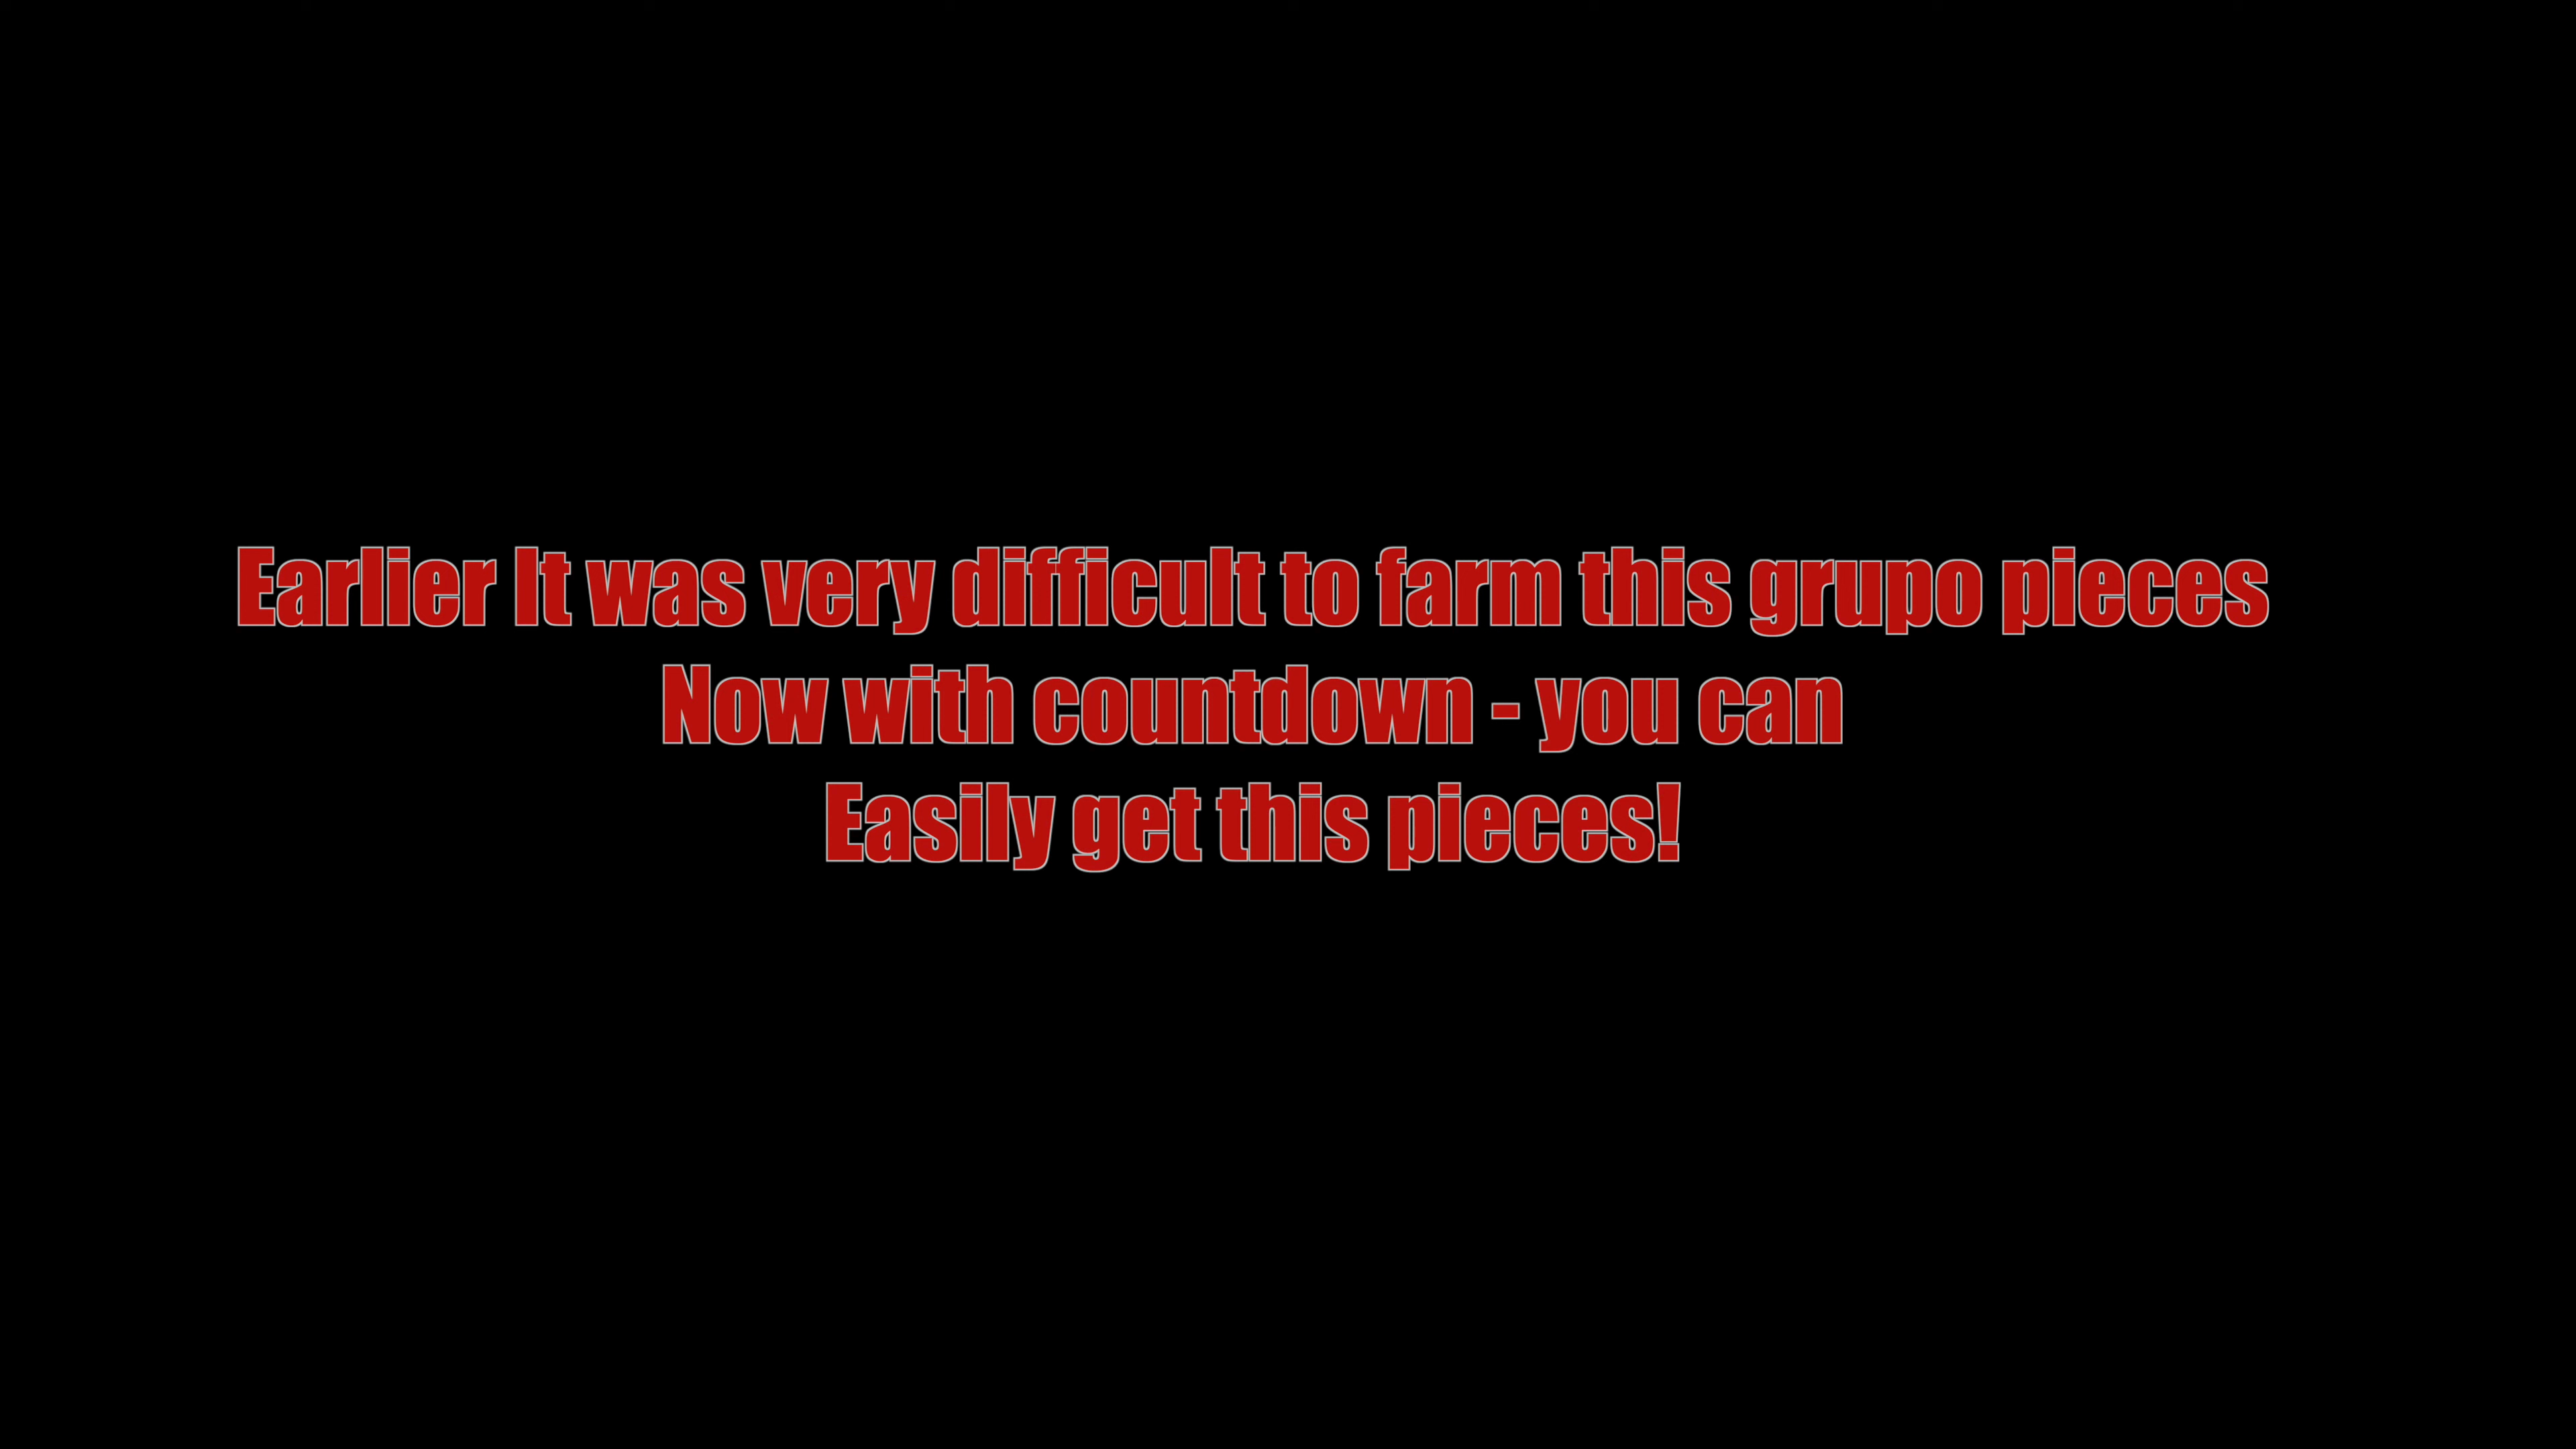 Earlier It was very difficult to farm this grupo pieces
Now with countdown - you can
Easily get this pieces!